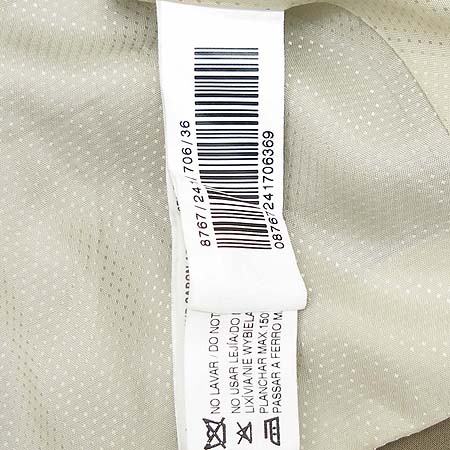 8767/241/706/36
08767241706369
NO LAVAR / DO NOT
NO USAR LEJÍA/DO
LIXÍVIA/NIE WYBIELA
PLANCHAR MAX 150
PASSAR A FERRO M